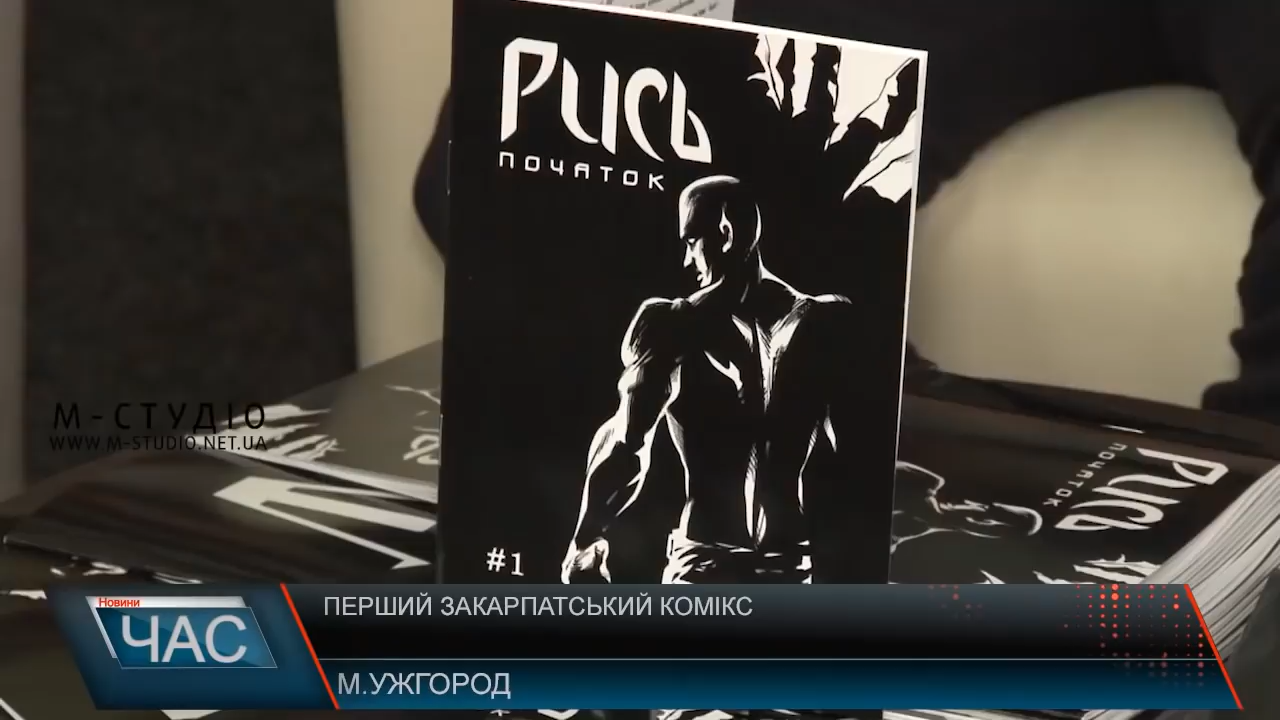 РИСЬ
ПОЧАТОК
#1
М-СТУДІО
WWW.M-STUDIO.NET.UA
ПОЧАТОК
РИСЬ
Новини
ЧАС
ПЕРШИЙ ЗАКАРПАТСЬКИЙ КОМІКС
М.УЖГОРОД